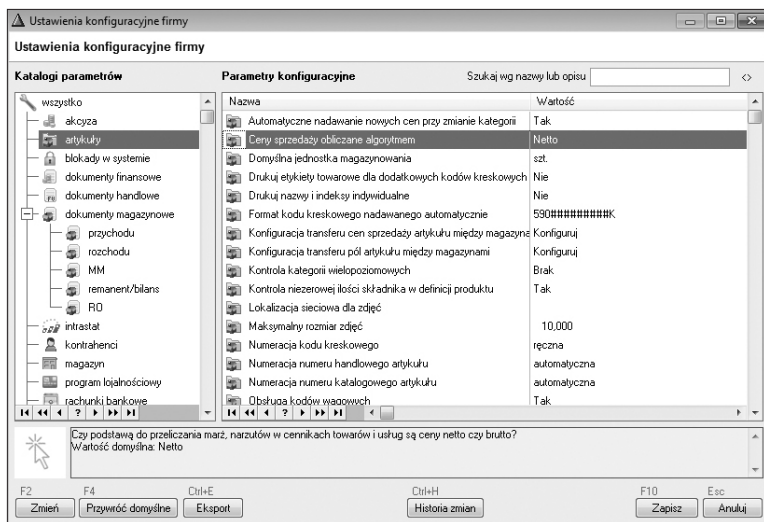 Ustawienia konfiguracyjne firmy
Ustawienia konfiguracyjne firmy
Katalogi parametrów
Parametry konfiguracyjne
Szukaj wg nazwy lub opisu
<>
wszystko
akcyza
artykuły
blokady w systemie
dokumenty finansowe
dokumenty handlowe
dokumenty magazynowe
przychodu
rozchodu
MM
remanent/bilans
RO
intrastat
kontrahenci
magazyn
program lojalnościowy
rachunki bankowe
Nazwa Wartość
Automatyczne nadawanie nowych cen przy zmianie kategorii Tak
Ceny sprzedaży obliczane algorytmem Netto
Domyślna jednostka magazynowania szt.
Drukuj etykiety towarowe dla dodatkowych kodów kreskowych Nie
Drukuj nazwy i indeksy indywidualne Nie
Format kodu kreskowego nadawanego automatycznie 590#########K
Konfiguracja transferu cen sprzedaży artykułu między magazyna Konfiguruj
Konfiguracja transferu pól artykułu między magazynami Konfiguruj
Kontrola kategorii wielopoziomowych Brak
Kontrola niezerowej ilości składnika w definicji produktu Tak
Lokalizacja sieciowa dla zdjęć
Maksymalny rozmiar zdjęć 10,000
Numeracja kodu kreskowego ręczna
Numeracja numeru handlowego artykułu automatyczna
Numeracja numeru katalogowego artykułu automatyczna
Obsługa kodów wagowych Tak
Czy podstawą do przeliczania marż, narzutów w cennikach towarów i usług są ceny netto czy brutto?
Wartość domyślna: Netto
F2 F4 Ctrl+E Ctrl+H F10 Esc
Zmień Przywróć domyślne Eksport Historia zmian Zapisz Anuluj